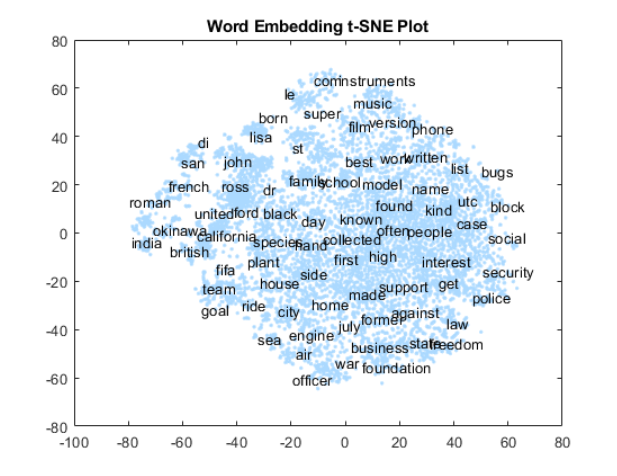 Word Embedding t-SNE Plot
80
60
40
20
0
-20
-40
-60
-80
cominstruments
le
music
super
born
version
film
phone
lisa
di
st
san
john
best
work
written
list
bugs
french
ross
dr
family
school
model
name
roman
utc
block
found
kind
united
ford
black
day
known
case
okinawa
california
often
people
social
india
species
hand
collected
british
plant
first
high
interest
fifa
side
security
team
house
support
get
made
police
goal
ride
city
home
former
against
july
law
sea
engine
business
state
freedom
air
war
foundation
officer
-100
-80
-60
-40
-20
0
20
40
60
80